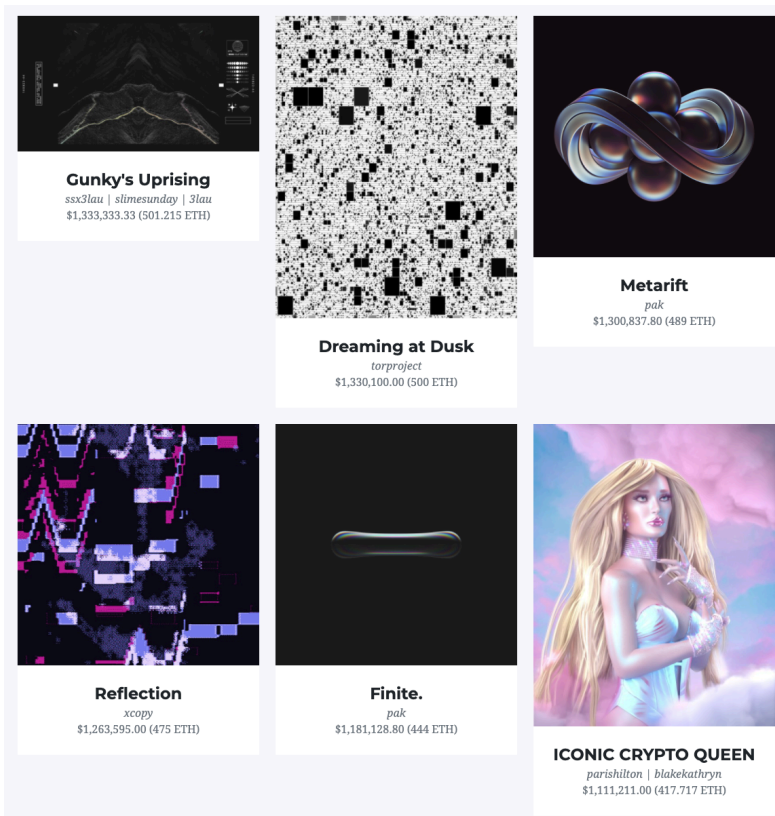 Gunky's Uprising
ssx3lau | slimesunday | 3lau
$1,333,333.33 (501.215 ETH)
Dreaming at Dusk
torproject
$1,330,100.00 (500 ETH)
Metarift
pak
$1,300,837.80 (489 ETH)
Reflection
xcopy
$1,263,595.00 (475 ETH)
Finite.
pak
$1,181,128.80 (444 ETH)
ICONIC CRYPTO QUEEN
parishilton | blakekathryn
$1,111,211.00 (417.717 ETH)